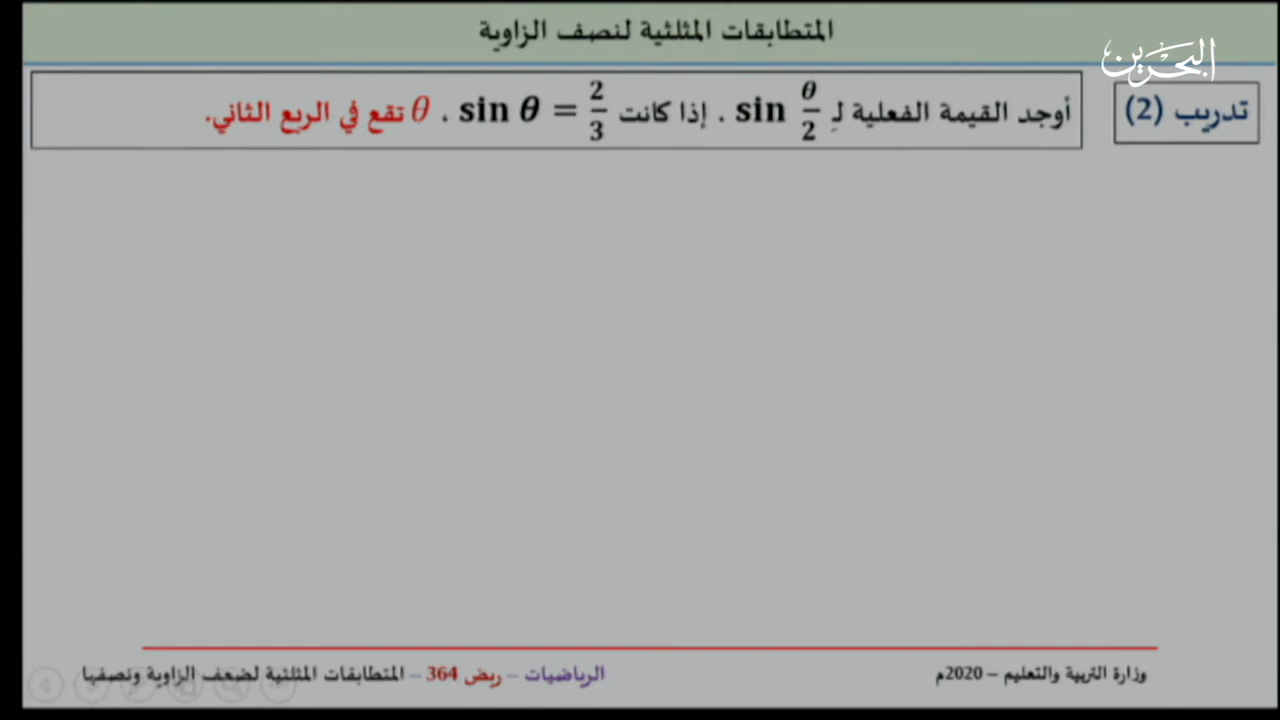 المتطابقات المثلثية لنصف الزاوية
البحرين
تدريب (2)
أوجد القيمة الفعلية لـِ sin θ/2 . إذا كانت sin θ = 2/3 . θ تقع في الربع الثاني.
وزارة التربية والتعليم – 2020م
الرياضيات – ريض 364 – المتطابقات المثلثية لضعف الزاوية ونصفها